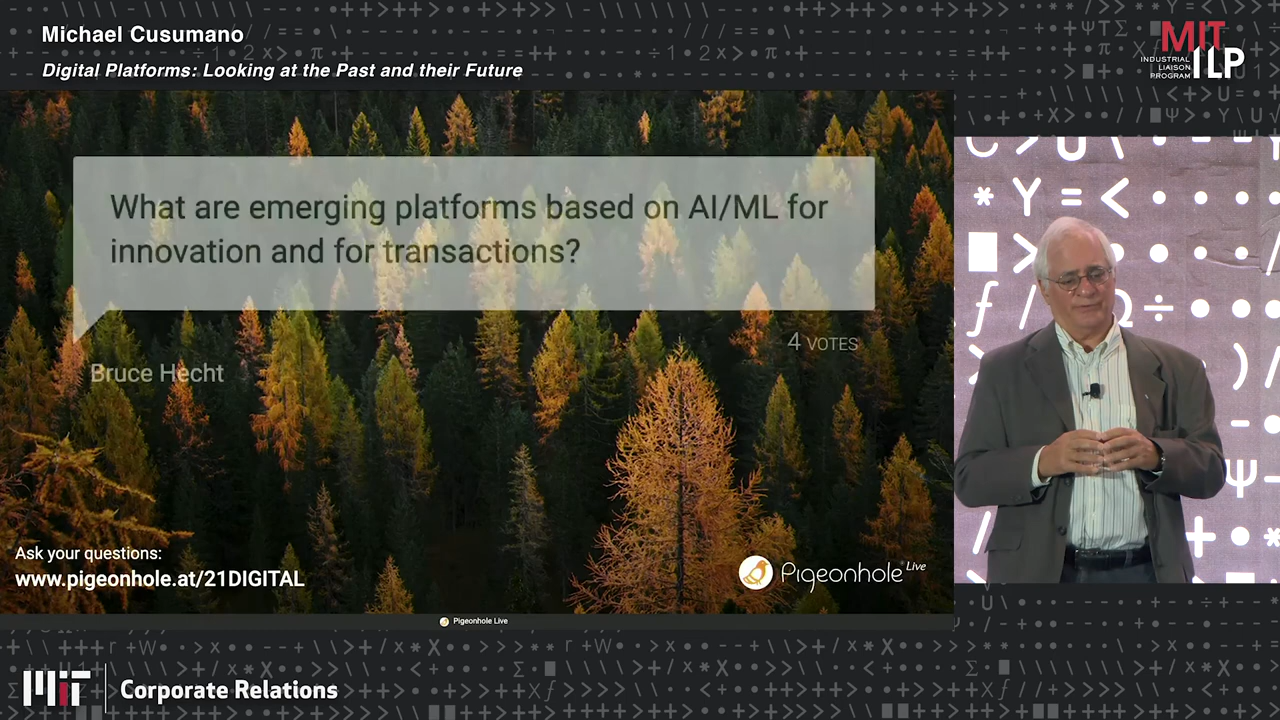 Michael Cusumano
Digital Platforms: Looking at the Past and their Future
MIT
INDUSTRIAL
LIAISON
PROGRAM
ILP
What are emerging platforms based on AI/ML for
innovation and for transactions?
4 VOTES
Bruce Hecht
Ask your questions:
www.pigeonhole.at/21DIGITAL
Pigeonhole Live
Pigeonhole Live
MIT
Corporate Relations